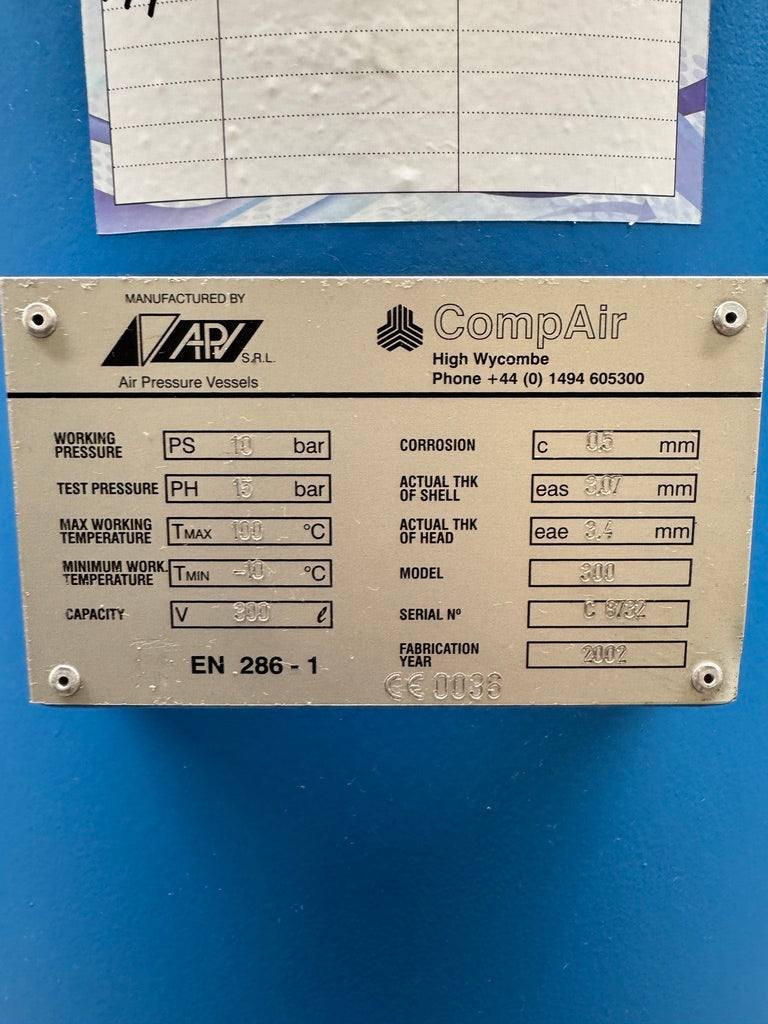 MANUFACTURED BY
APV S.R.L.
Air Pressure Vessels
CompAir
High Wycombe
Phone +44 (0) 1494 605300
WORKING PRESSURE PS 10 bar
TEST PRESSURE PH 15 bar
MAX WORKING TEMPERATURE TMAX 100 °C
MINIMUM WORK. TEMPERATURE TMIN -10 °C
CAPACITY V 300 ℓ
EN 286 - 1
CORROSION c 0.5 mm
ACTUAL THK OF SHELL eas 3.07 mm
ACTUAL THK OF HEAD eae 3.4 mm
MODEL 300
SERIAL Nº C 8732
FABRICATION YEAR 2002
CE 0036